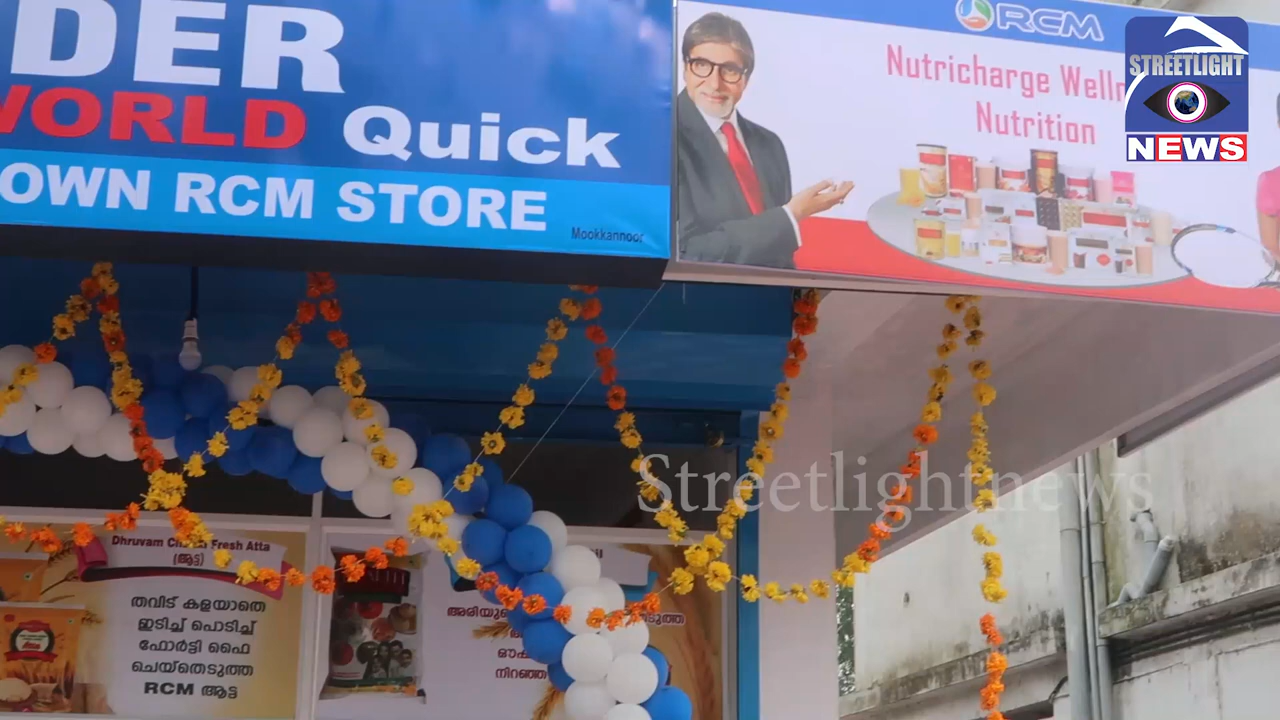 DER
WORLD Quick
OWN RCM STORE
Mookkannoor
RCM
Nutricharge
Nutrition
STREETLIGHT
NEWS
Streetlightnews
Dhruvam Fresh Atta
(ആട്ട)
തവിട് കളയാതെ
ഇടിച്ച് പൊടിച്ച്
ഫോർട്ടി ഫൈ
ചെയ്തെടുത്ത
RCM ആട്ട